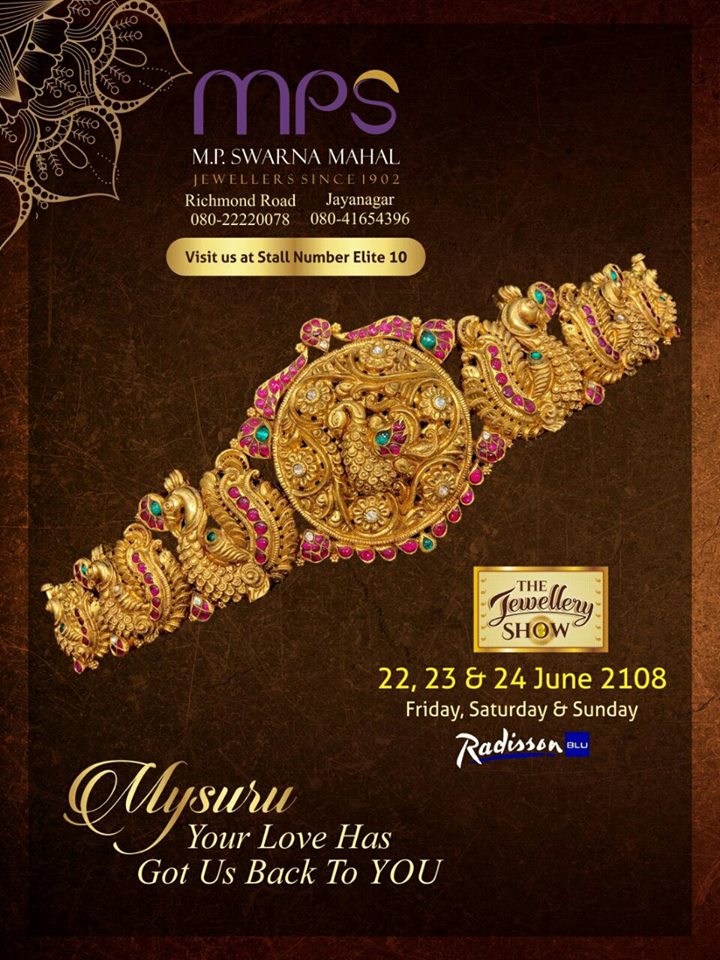 mps
M.P. SWARNA MAHAL
JEWELLERS SINCE 1902
Richmond Road Jayanagar
080-22220078 080-41654396
Visit us at Stall Number Elite 10
THE
Jewellery
SHOW
22, 23 & 24 June 2108
Friday, Saturday & Sunday
Radisson BLU
Mysuru
Your Love Has
Got Us Back To YOU